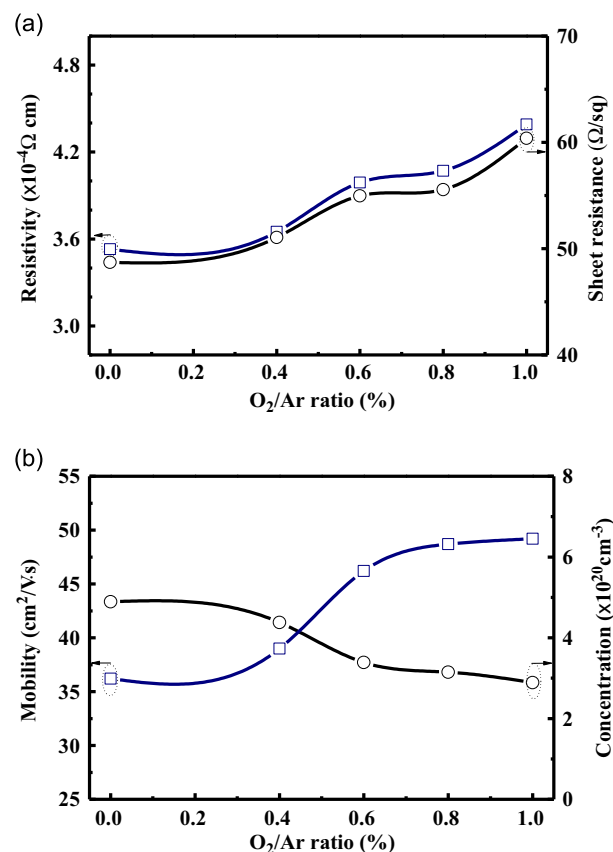 (a)
Resistivity (x10⁻⁴Ω cm)
4.8
4.2
3.6
3.0
70
60
50
40
Sheet resistance (Ω/sq)
0.0 0.2 0.4 0.6 0.8 1.0
O₂/Ar ratio (%)
(b)
Mobility (cm²/V·s)
55
50
45
40
35
30
25
8
6
4
2
0
Concentration (x10²⁰cm⁻³)
0.0 0.2 0.4 0.6 0.8 1.0
O₂/Ar ratio (%)